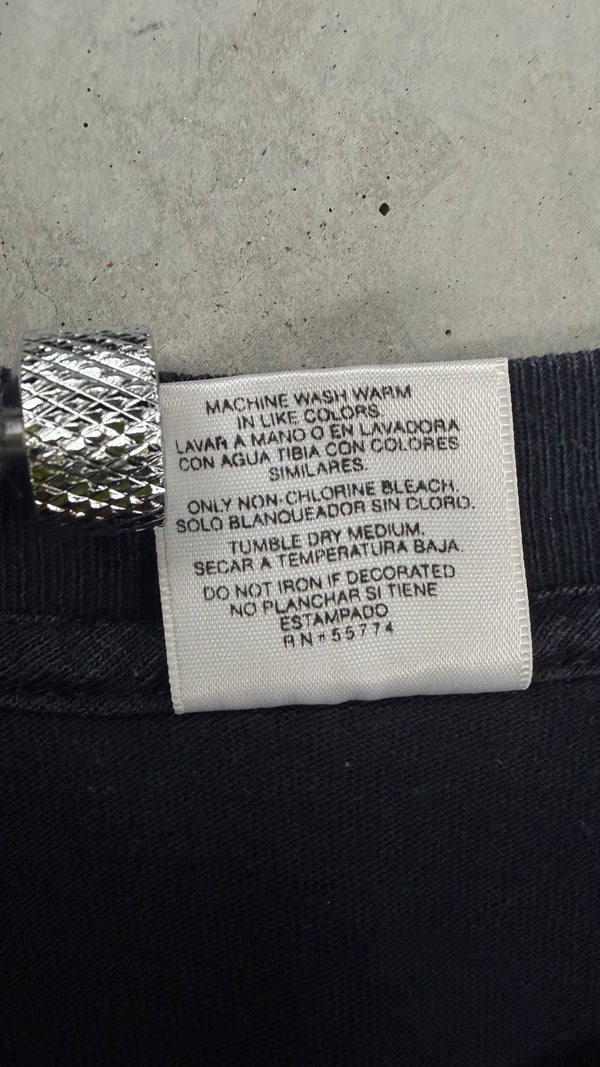 MACHINE WASH WARM
IN LIKE COLORS.
LAVAR A MANO O EN LAVADORA
CON AGUA TIBIA CON COLORES
SIMILARES.
ONLY NON-CHLORINE BLEACH.
SOLO BLANQUEADOR SIN CLORO.
TUMBLE DRY MEDIUM.
SECAR A TEMPERATURA BAJA.
DO NOT IRON IF DECORATED
NO PLANCHAR SI TIENE
ESTAMPADO
RN#55774